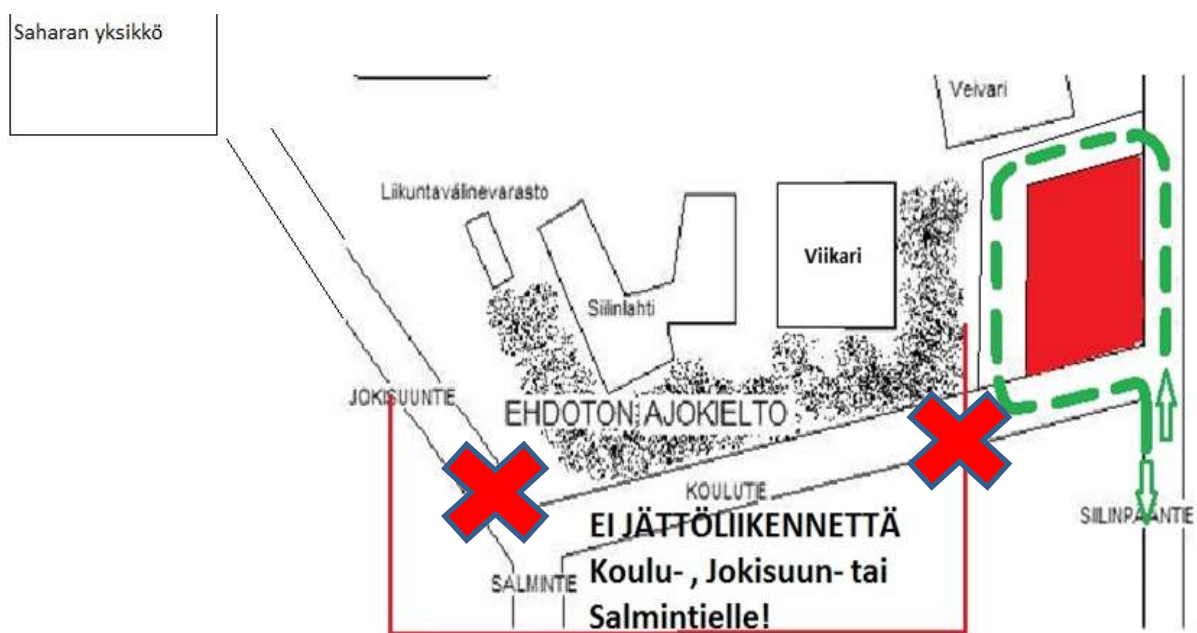 Saharan yksikkö
Veivari
Liikuntavälinevarasto
Viikari
Siilinlahti
JOKISUUNTIE
EHDOTON AJOKIELTO
KOULUTIE
SIILINPÄÄNTIE
EI JÄTTÖLIIKENNETTÄ
SALMINTIE
Koulu- , Jokisuun- tai
Salmintielle!